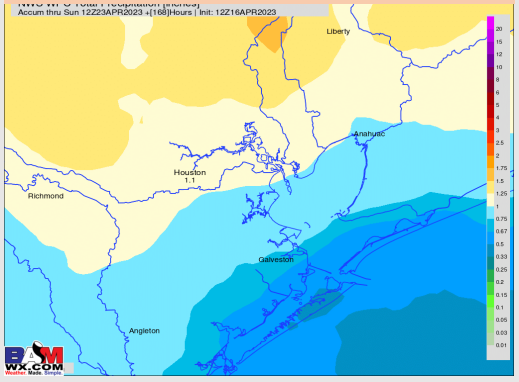 NWS WPC Total Precipitation [inches]
Accum thru Sun 12Z23APR2023 +[168]Hours | Init: 12Z16APR2023
Liberty
Anahuac
Houston
1.1
Richmond
Galveston
Angleton
20
15
12
10
8
6
5
4
3
2.5
2
1.75
1.5
1.25
1
0.75
0.67
0.5
0.33
0.25
0.2
0.15
0.1
0.05
0.03
0.01
BAM
WX.COM
Weather. Made. Simple.